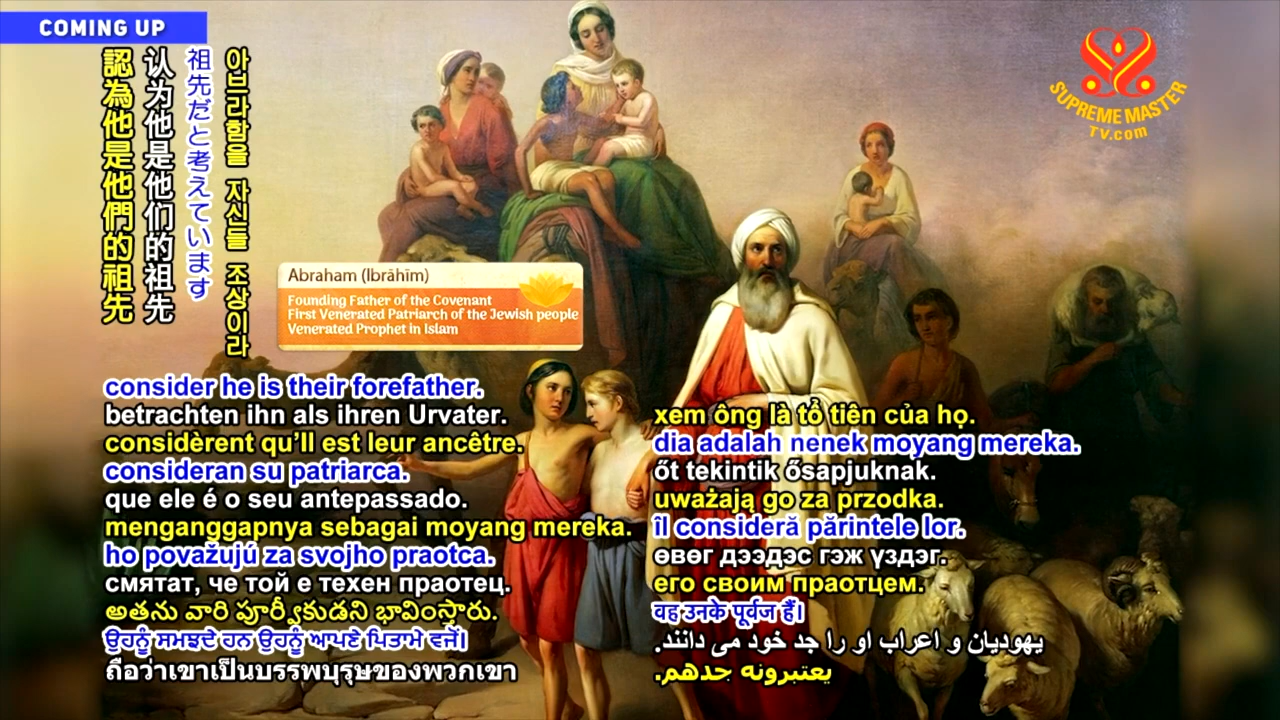 COMING UP
SUPREME MASTER
TV.com
認為他是他們的祖先
认为他是他们的祖先
祖先だと考えています
아브라함을 자신들 조상이라
Abraham (Ibrāhīm)
Founding Father of the Covenant
First Venerated Patriarch of the Jewish people
Venerated Prophet in Islam
consider he is their forefather.
betrachten ihn als ihren Urvater.
considèrent qu’ll est leur ancêtre.
consideran su patriarca.
que ele é o seu antepassado.
menganggapnya sebagai moyang mereka.
ho považujú za svojho praotca.
смятат, че той е техен праотец.
అతను వారి పూర్వీకుడని భావిస్తారు.
ਉਹਨੂੰ ਸਮਝਦੇ ਹਨ ਉਹਨੂੰ ਆਪਣੇ ਪਿਤਾਮੇ ਵਜੋਂ।
ถือว่าเขาเป็นบรรพบุรุษของพวกเขา
xem ông là tổ tiên của họ.
dia adalah nenek moyang mereka.
őt tekintik ősapjuknak.
uważają go za przodka.
îl consideră părintele lor.
өвөг дээдэс гэж үздэг.
его своим праотцем.
वह उनके पूर्वज हैं।
یهودیان و اعراب او را جد خود می دانند.
يعتبرونه جدهم.